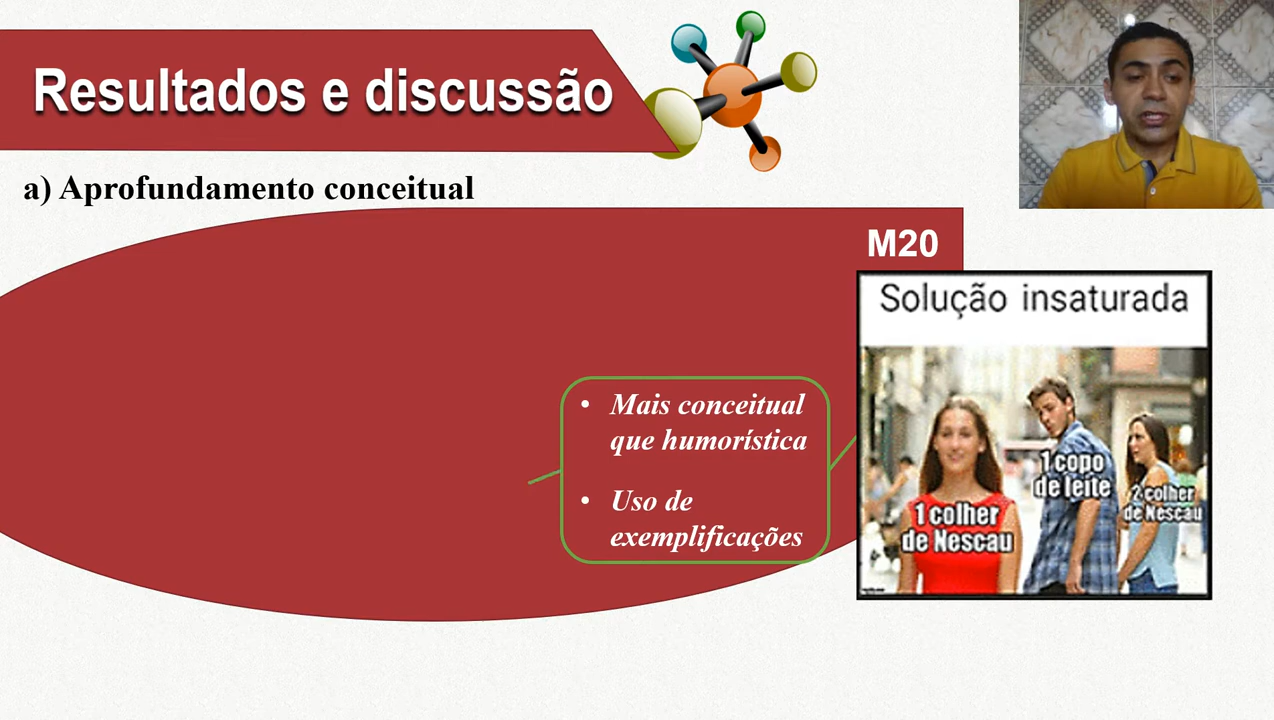 Resultados e discussão
a) Aprofundamento conceitual
M20
Solução insaturada
• Mais conceitual
que humorística
• Uso de
exemplificações
1 copo
de leite
2 colher
de Nescau
1 colher
de Nescau